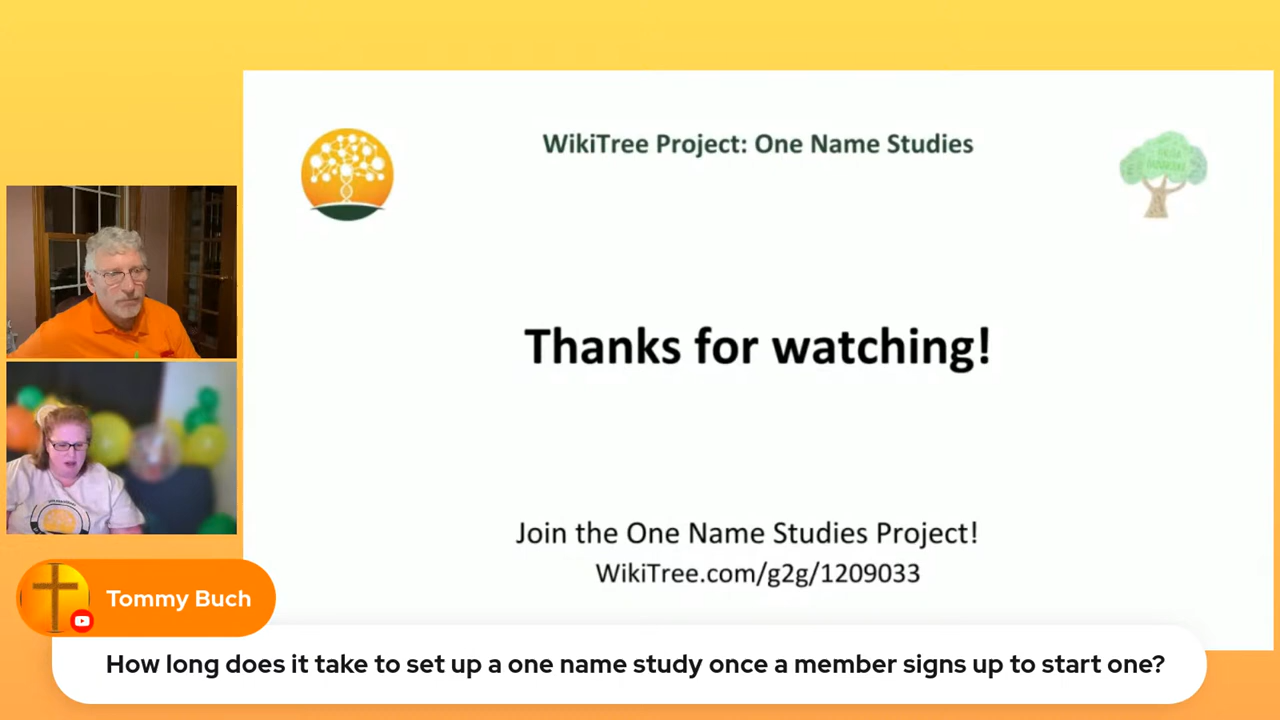 WikiTree Project: One Name Studies
Thanks for watching!
Join the One Name Studies Project!
WikiTree.com/g2g/1209033
Tommy Buch
How long does it take to set up a one name study once a member signs up to start one?